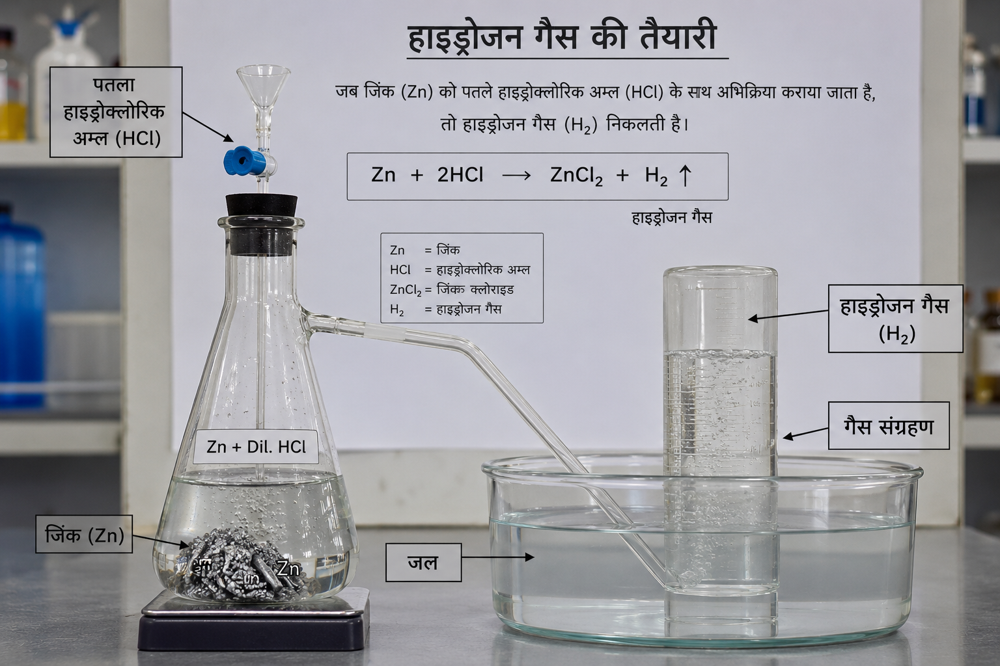 हाइड्रोजन गैस की तैयारी
जब जिंक (Zn) को पतले हाइड्रोक्लोरिक अम्ल (HCl) के साथ अभिक्रिया कराया जाता है,
तो हाइड्रोजन गैस (H₂) निकलती है।
Zn + 2HCl ⟶ ZnCl₂ + H₂ ↑
हाइड्रोजन गैस
Zn = जिंक
HCl = हाइड्रोक्लोरिक अम्ल
ZnCl₂ = जिंक क्लोराइड
H₂ = हाइड्रोजन गैस
पतला
हाइड्रोक्लोरिक
अम्ल (HCl)
हाइड्रोजन गैस
(H₂)
गैस संग्रहण
Zn + Dil. HCl
जिंक (Zn)
Zn
जल